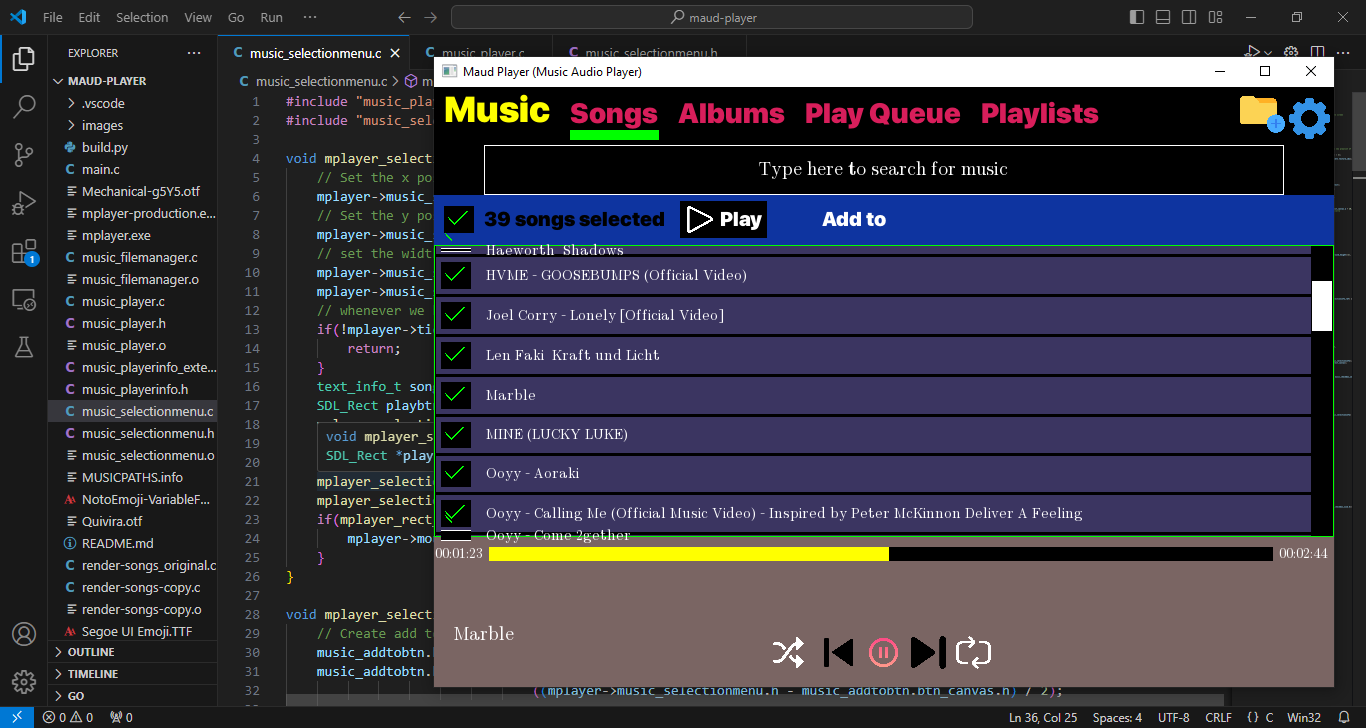 File Edit Selection View Go Run ··· maud-player
EXPLORER ···
MAUD-PLAYER
.vscode
images
build.py
main.c
Mechanical-g5Y5.otf
mplayer-production.e...
mplayer.exe
music_filemanager.c
music_filemanager.o
music_player.c
music_player.h
music_player.o
music_playerinfo_exte...
music_playerinfo.h
music_selectionmenu.c
music_selectionmenu.h
music_selectionmenu.o
MUSICPATHS.info
NotoEmoji-VariableF...
Quivira.otf
README.md
render-songs_original.c
render-songs-copy.c
render-songs-copy.o
Segoe UI Emoji.TTF
OUTLINE
TIMELINE
GO
1
music_selectionmenu.c music_player.c music_selectionmenu.h
music_selectionmenu.c > m
1 #include "music_pla
2 #include "music_sel
3
4 void mplayer_select
5 // Set the x po
6 mplayer->music_
7 // Set the y po
8 mplayer->music_
9 // set the widt
10 mplayer->music_
11 mplayer->music_
12 // whenever we
13 if(!mplayer->ti
14 return;
15 }
16 text_info_t son
17 SDL_Rect playbt
18
void mplayer_s
19
SDL_Rect *play
20
21 mplayer_selecti
22 mplayer_selecti
23 if(mplayer_rect_
24 mplayer->mo
25 }
26 }
27
28 void mplayer_select
29 // Create add t
30 music_addtobtn.
31 music_addtobtn.
32 ((mplayer->music_selectionmenu.h - music_addtobtn.btn_canvas.h) / 2);
Maud Player (Music Audio Player)
Music Songs Albums Play Queue Playlists
Type here to search for music
39 songs selected Play Add to
Haeworth Shadows
HVME - GOOSEBUMPS (Official Video)
Joel Corry - Lonely [Official Video]
Len Faki Kraft und Licht
Marble
MINE (LUCKY LUKE)
Ooyy - Aoraki
Ooyy - Calling Me (Official Music Video) - Inspired by Peter McKinnon Deliver A Feeling
Ooyy - Come 2gether
00:01:23 00:02:44
Marble
0 0 0 Ln 36, Col 25 Spaces: 4 UTF-8 CRLF {} C Win32